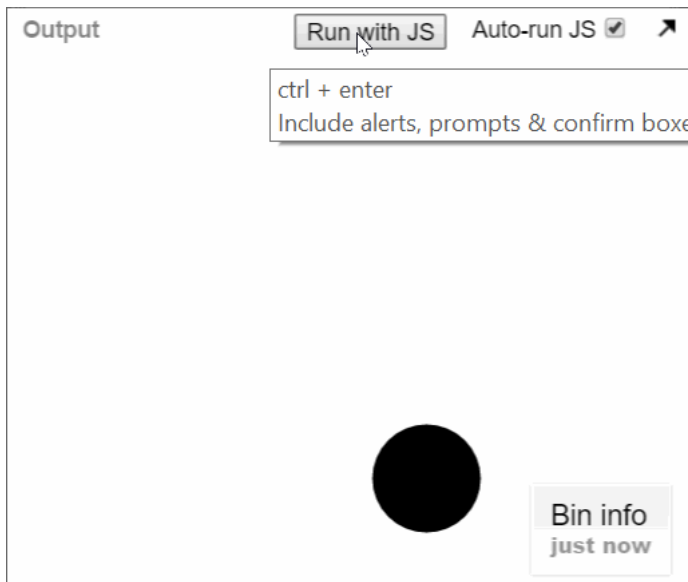 Output
Run with JS
Auto-run JS
ctrl + enter
Include alerts, prompts & confirm boxe
Bin info
just now